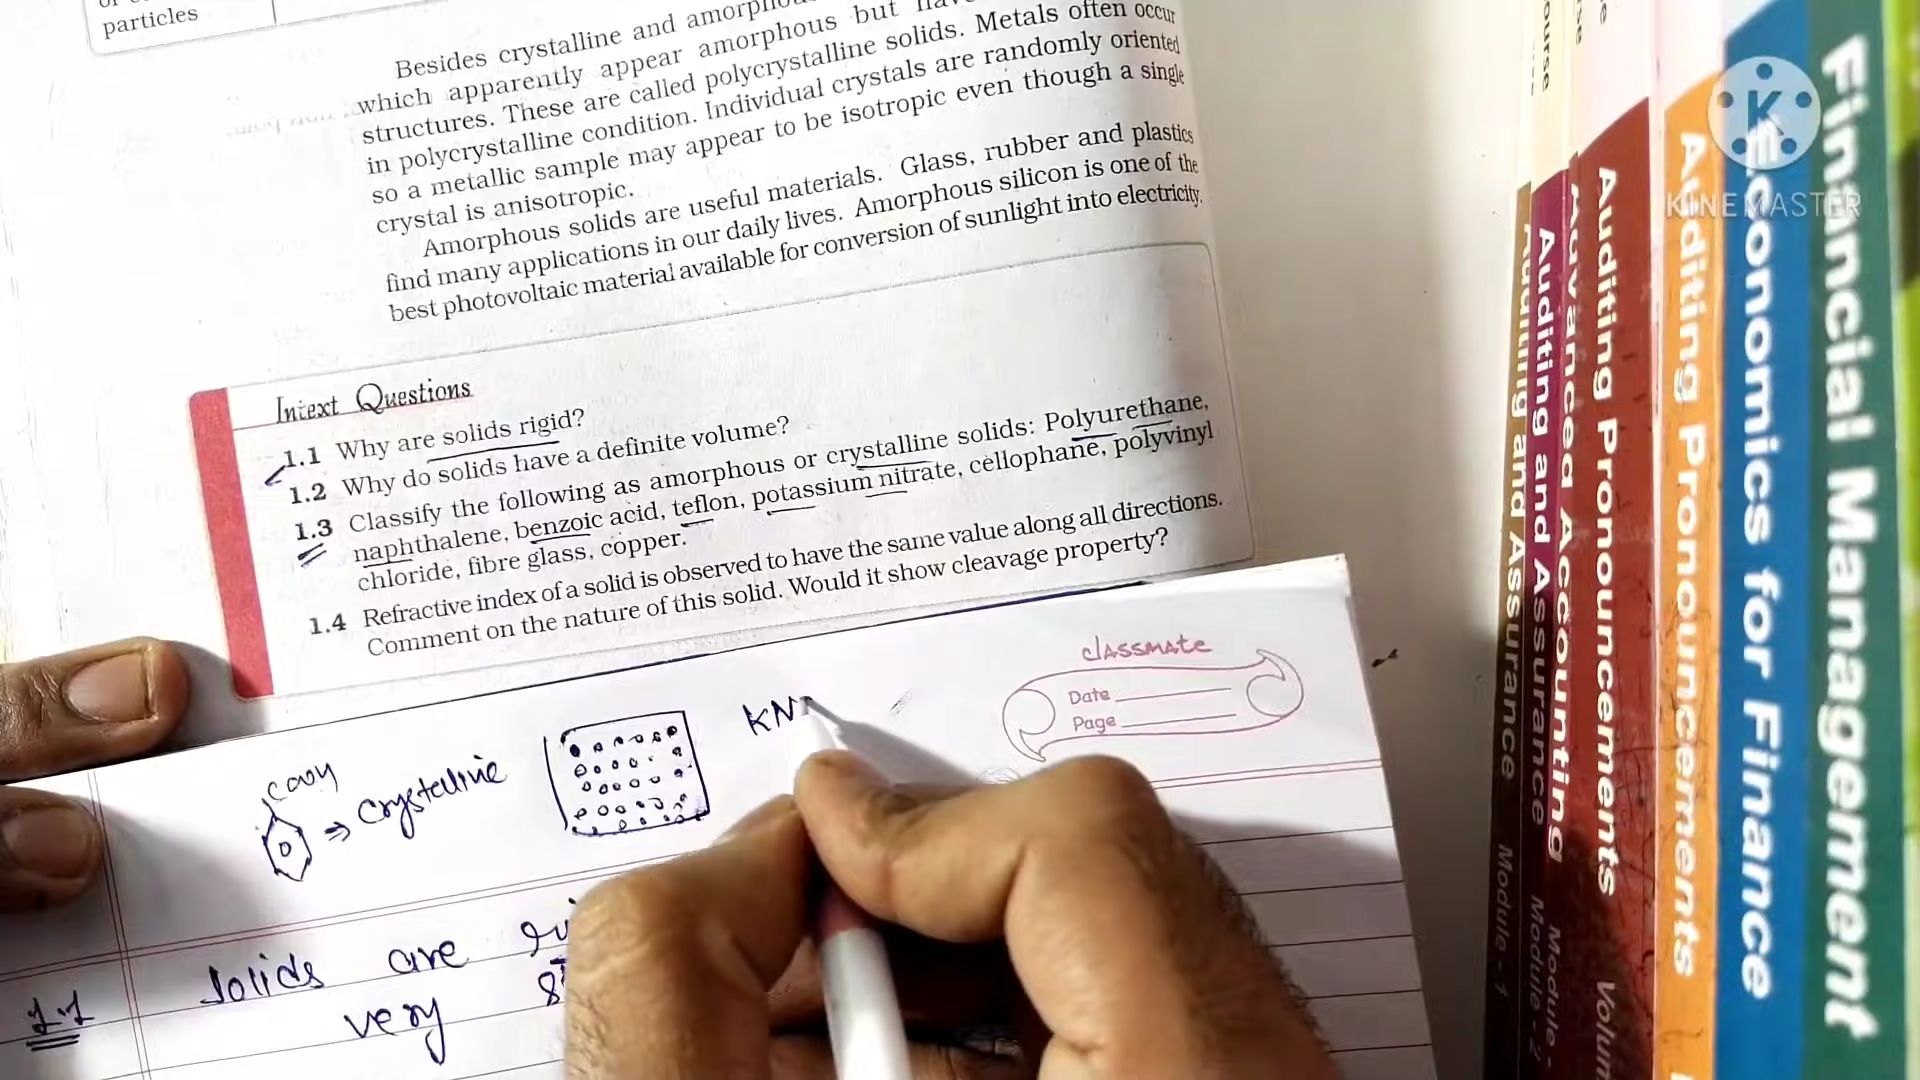 particles
Besides crystalline and
which apparently appear amorphous but
structures. These are called polycrystalline solids. Metals often occur
in polycrystalline condition. Individual crystals are randomly oriented
so a metallic sample may appear to be isotropic even though a single
crystal is anisotropic.
Amorphous solids are useful materials. Glass, rubber and plastics
find many applications in our daily lives. Amorphous silicon is one of the
best photovoltaic material available for conversion of sunlight into electricity.
Intext Questions
1.1 Why are solids rigid?
1.2 Why do solids have a definite volume?
1.3 Classify the following as amorphous or crystalline solids: Polyurethane,
naphthalene, benzoic acid, teflon, potassium nitrate, cellophane, polyvinyl
chloride, fibre glass, copper.
1.4 Refractive index of a solid is observed to have the same value along all directions.
Comment on the nature of this solid. Would it show cleavage property?
classmate
Date
Page
KN
COOH
⇒ Crystelline
1.1 Solids are
very
Auditing and Assurance Module - 1
Auditing and Assurance Module - 2
Advanced Accounting Module -
Auditing Pronouncements
Auditing Pronouncements
Economics for Finance
Financial Management
K
KINEMASTER